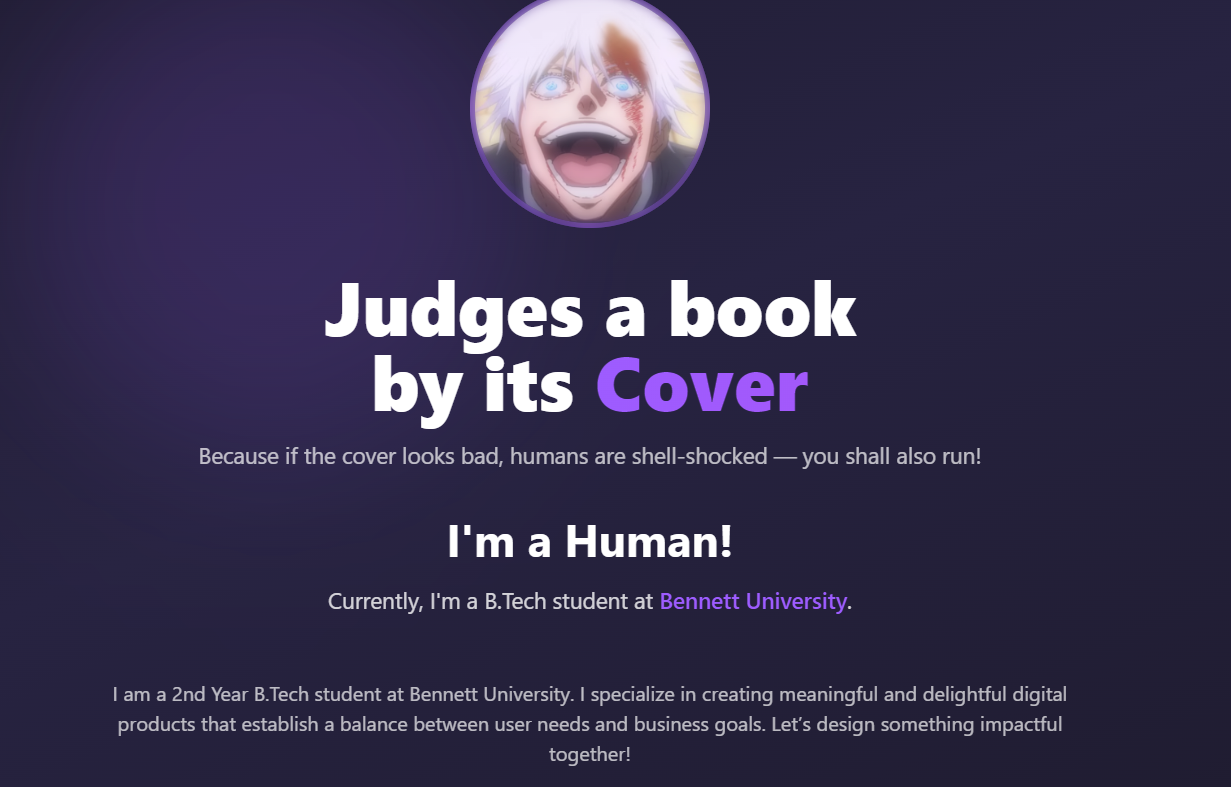 Judges a book
by its Cover
Because if the cover looks bad, humans are shell-shocked — you shall also run!
I'm a Human!
Currently, I'm a B.Tech student at Bennett University.
I am a 2nd Year B.Tech student at Bennett University. I specialize in creating meaningful and delightful digital
products that establish a balance between user needs and business goals. Let’s design something impactful
together!